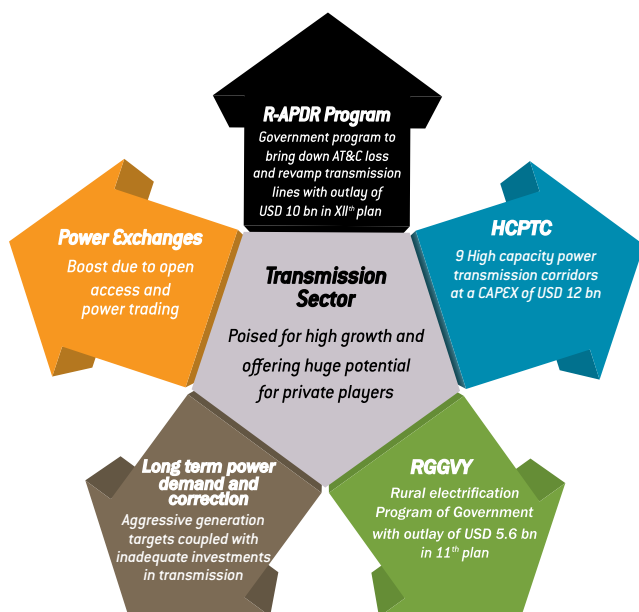 R-APDR Program
Government program to
bring down AT&C loss
and revamp transmission
lines with outlay of
USD 10 bn in XIIth plan
Power Exchanges
Boost due to open
access and
power trading
HCPTC
9 High capacity power
transmission corridors
at a CAPEX of USD 12 bn
Transmission
Sector
Poised for high growth and
offering huge potential
for private players
Long term power
demand and
correction
Aggressive generation
targets coupled with
inadequate investments
in transmission
RGGVY
Rural electrification
Program of Government
with outlay of USD 5.6 bn
in 11th plan